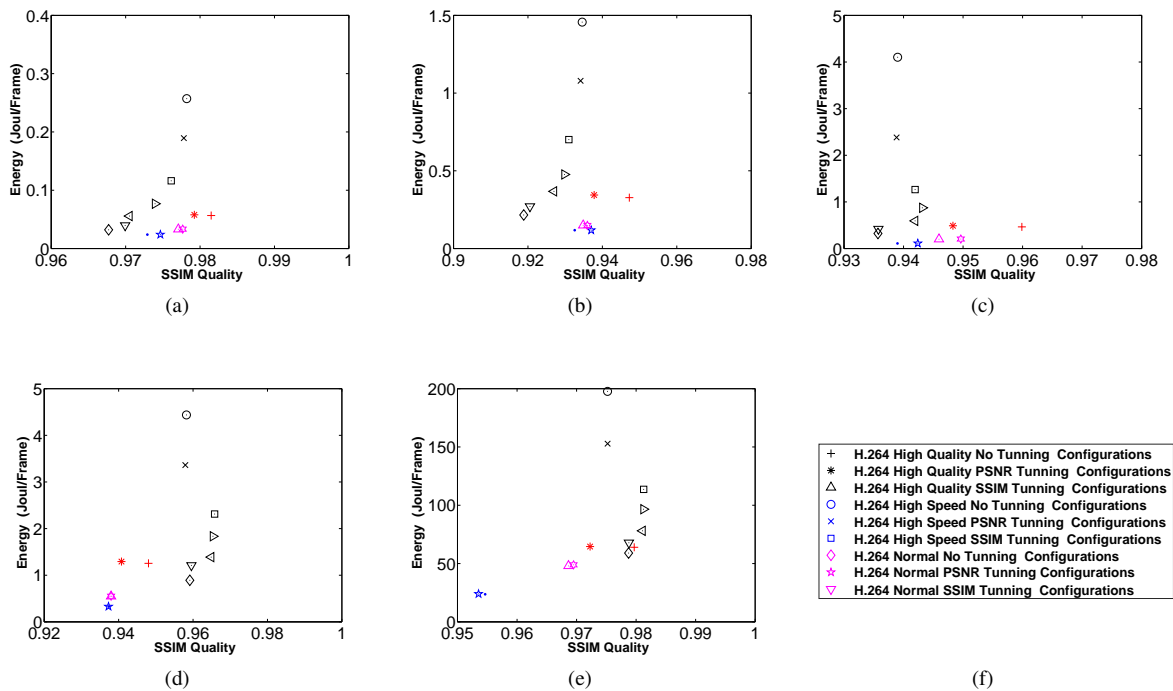 0.4
0.3
0.2
0.1
0
0.96 0.97 0.98 0.99 1
Energy (Joul/Frame)
SSIM Quality
(a)
1.5
1
0.5
0
0.9 0.92 0.94 0.96 0.98
Energy (Joul/Frame)
SSIM Quality
(b)
5
4
3
2
1
0
0.93 0.94 0.95 0.96 0.97 0.98
Energy (Joul/Frame)
SSIM Quality
(c)
5
4
3
2
1
0
0.92 0.94 0.96 0.98 1
Energy (Joul/Frame)
SSIM Quality
(d)
200
150
100
50
0
0.95 0.96 0.97 0.98 0.99 1
Energy (Joul/Frame)
SSIM Quality
(e)
H.264 High Quality No Tunning Configurations
H.264 High Quality PSNR Tunning Configurations
H.264 High Quality SSIM Tunning Configurations
H.264 High Speed No Tunning Configurations
H.264 High Speed PSNR Tunning Configurations
H.264 High Speed SSIM Tunning Configurations
H.264 Normal No Tunning Configurations
H.264 Normal PSNR Tunning Configurations
H.264 Normal SSIM Tunning Configurations
(f)